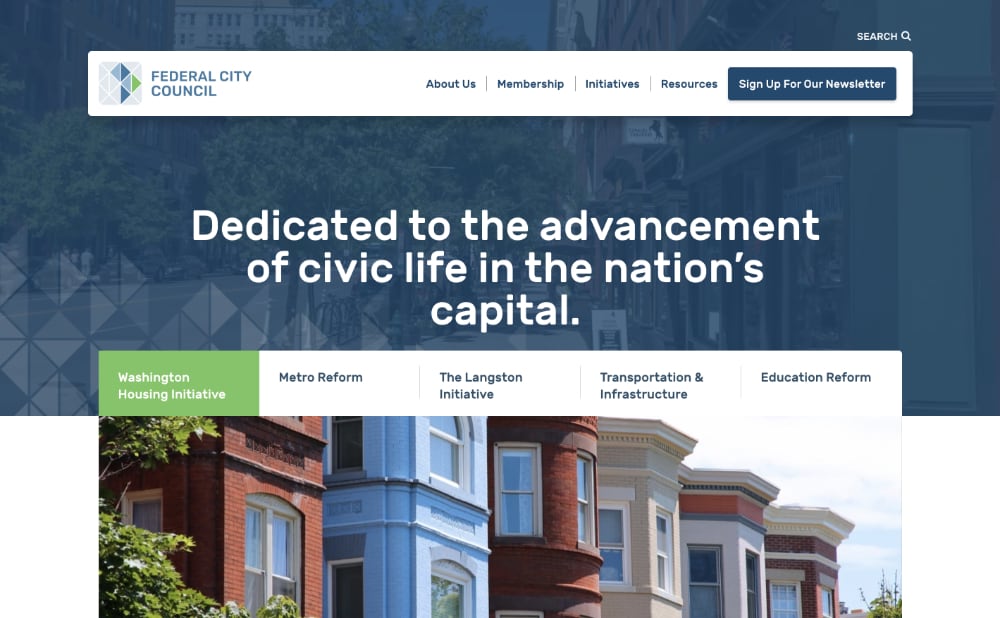 SEARCH
FEDERAL CITY
COUNCIL
About Us
Membership
Initiatives
Resources
Sign Up For Our Newsletter
Dedicated to the advancement
of civic life in the nation's
capital.
Washington
Housing Initiative
Metro Reform
The Langston
Initiative
Transportation &
Infrastructure
Education Reform